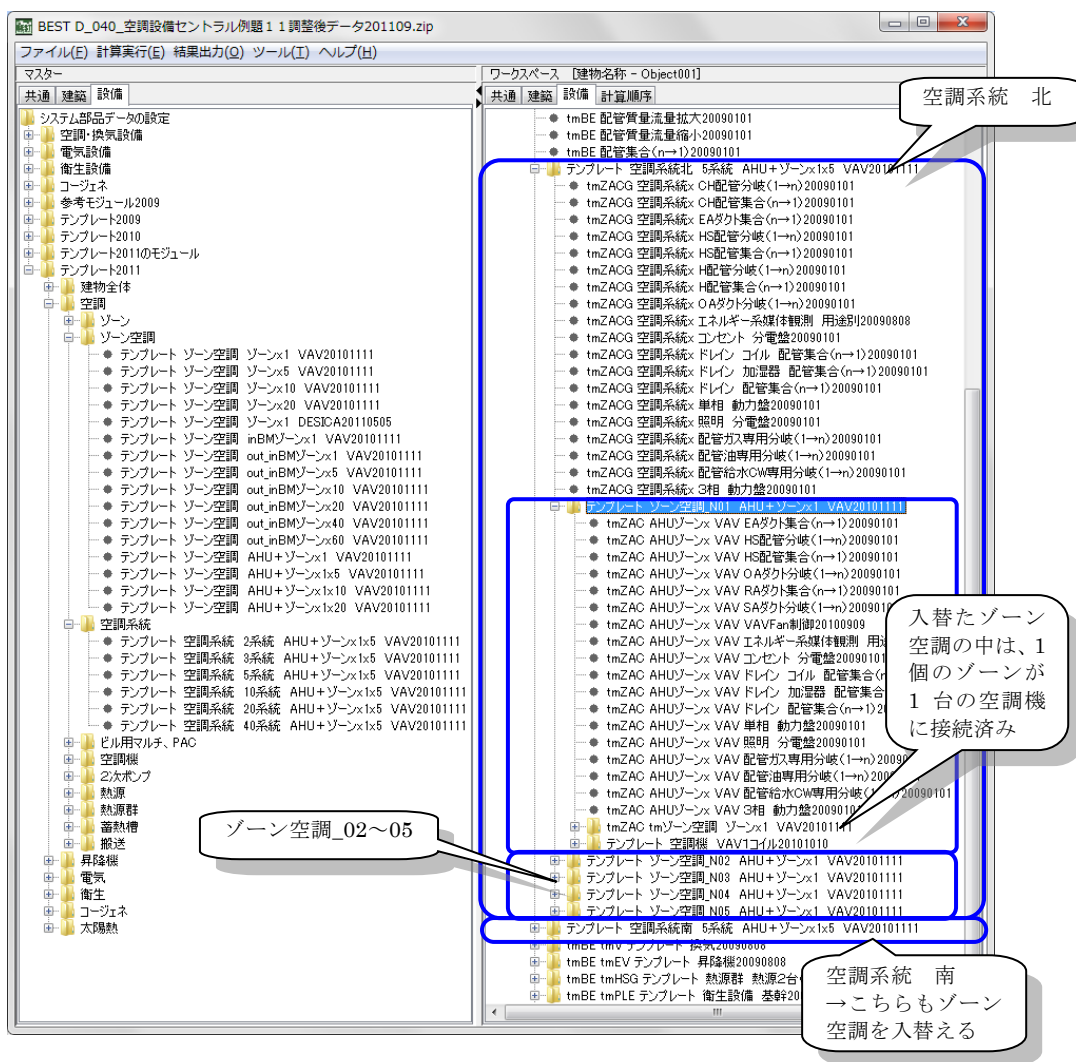 BEST D_040_空調設備セントラル例題11調整後データ201109.zip
ファイル(F) 計算実行(E) 結果出力(O) ツール(T) ヘルプ(H)
マスター
共通 建築 設備
システム部品データの設定
空調・換気設備
電気設備
衛生設備
コージェネ
参考モジュール2009
テンプレート2009
テンプレート2010
テンプレート2011のモジュール
テンプレート2011
建物全体
空調
ゾーン
ゾーン空調
テンプレート ゾーン空調 ゾーンx1 VAV20101111
テンプレート ゾーン空調 ゾーンx5 VAV20101111
テンプレート ゾーン空調 ゾーンx10 VAV20101111
テンプレート ゾーン空調 ゾーンx20 VAV20101111
テンプレート ゾーン空調 ゾーンx1 DESICA20110505
テンプレート ゾーン空調 inBMゾーンx1 VAV20101111
テンプレート ゾーン空調 out_inBMゾーンx1 VAV20101111
テンプレート ゾーン空調 out_inBMゾーンx5 VAV20101111
テンプレート ゾーン空調 out_inBMゾーンx10 VAV20101111
テンプレート ゾーン空調 out_inBMゾーンx20 VAV20101111
テンプレート ゾーン空調 out_inBMゾーンx40 VAV20101111
テンプレート ゾーン空調 out_inBMゾーンx60 VAV20101111
テンプレート ゾーン空調 AHU+ゾーンx1 VAV20101111
テンプレート ゾーン空調 AHU+ゾーンx1x5 VAV20101111
テンプレート ゾーン空調 AHU+ゾーンx1x10 VAV20101111
テンプレート ゾーン空調 AHU+ゾーンx1x20 VAV20101111
空調系統
テンプレート 空調系統 2系統 AHU+ゾーンx1x5 VAV20101111
テンプレート 空調系統 3系統 AHU+ゾーンx1x5 VAV20101111
テンプレート 空調系統 5系統 AHU+ゾーンx1x5 VAV20101111
テンプレート 空調系統 10系統 AHU+ゾーンx1x5 VAV20101111
テンプレート 空調系統 20系統 AHU+ゾーンx1x5 VAV20101111
テンプレート 空調系統 40系統 AHU+ゾーンx1x5 VAV20101111
ビル用マルチ、PAC
空調機
2次ポンプ
熱源
熱源群
蓄熱槽
搬送
昇降機
電気
衛生
コージェネ
太陽熱
ワークスペース [建物名称 - Object001]
共通 建築 設備 計算順序
tmBE 配管質量流量拡大20090101
tmBE 配管質量流量縮小20090101
tmBE 配管集合(n→1)20090101
テンプレート 空調系統北 5系統 AHU+ゾーンx1x5 VAV20101111
tmZACG 空調系統x CH配管分岐(1→n)20090101
tmZACG 空調系統x CH配管集合(n→1)20090101
tmZACG 空調系統x EAダクト集合(n→1)20090101
tmZACG 空調系統x HS配管分岐(1→n)20090101
tmZACG 空調系統x HS配管集合(n→1)20090101
tmZACG 空調系統x H配管分岐(1→n)20090101
tmZACG 空調系統x H配管集合(n→1)20090101
tmZACG 空調系統x OAダクト分岐(1→n)20090101
tmZACG 空調系統x エネルギー系媒体観測 用途別20090808
tmZACG 空調系統x コンセント 分電盤20090101
tmZACG 空調系統x ドレイン コイル 配管集合(n→1)20090101
tmZACG 空調系統x ドレイン 加湿器 配管集合(n→1)20090101
tmZACG 空調系統x ドレイン 配管集合(n→1)20090101
tmZACG 空調系統x 単相 動力盤20090101
tmZACG 空調系統x 照明 分電盤20090101
tmZACG 空調系統x 配管ガス専用分岐(1→n)20090101
tmZACG 空調系統x 配管油専用分岐(1→n)20090101
tmZACG 空調系統x 配管給水CW専用分岐(1→n)20090101
tmZACG 空調系統x 3相 動力盤20090101
テンプレート ゾーン空調_N01 AHU+ゾーンx1 VAV20101111
tmZAC AHUゾーンx VAV EAダクト集合(n→1)20090101
tmZAC AHUゾーンx VAV HS配管分岐(1→n)20090101
tmZAC AHUゾーンx VAV HS配管集合(n→1)20090101
tmZAC AHUゾーンx VAV OAダクト分岐(1→n)20090101
tmZAC AHUゾーンx VAV RAダクト集合(n→1)20090101
tmZAC AHUゾーンx VAV SAダクト分岐(1→n)20090101
tmZAC AHUゾーンx VAV VAVFan制御20100909
tmZAC AHUゾーンx VAV エネルギー系媒体観測
tmZAC AHUゾーンx VAV コンセント 分電盤20090101
tmZAC AHUゾーンx VAV ドレイン コイル 配管集合
tmZAC AHUゾーンx VAV ドレイン 加湿器 配管集合
tmZAC AHUゾーンx VAV ドレイン 配管集合(n→1)
tmZAC AHUゾーンx VAV 単相 動力盤20090101
tmZAC AHUゾーンx VAV 照明 分電盤20090101
tmZAC AHUゾーンx VAV 配管ガス専用分岐(1→n)2009
tmZAC AHUゾーンx VAV 配管油専用分岐(1→n)
tmZAC AHUゾーンx VAV 配管給水CW専用分岐(1→n)20090101
tmZAC AHUゾーンx VAV 3相 動力盤20090101
tmZAC tmゾーン空調 ゾーンx1 VAV20101111
テンプレート 空調機 VAV1コイル20101010
テンプレート ゾーン空調_N02 AHU+ゾーンx1 VAV20101111
テンプレート ゾーン空調_N03 AHU+ゾーンx1 VAV20101111
テンプレート ゾーン空調_N04 AHU+ゾーンx1 VAV20101111
テンプレート ゾーン空調_N05 AHU+ゾーンx1 VAV20101111
テンプレート 空調系統南 5系統 AHU+ゾーンx1x5 VAV20101111
tmBE tmV テンプレート 換気20090808
tmBE tmEV テンプレート 昇降機20090808
tmBE tmHSG テンプレート 熱源群 熱源2台
tmBE tmPLE テンプレート 衛生設備 基幹20
空調系統 北
入替たゾーン
空調の中は、1
個のゾーンが
1 台の空調機
に接続済み
ゾーン空調_02～05
空調系統 南
→こちらもゾーン
空調を入替える